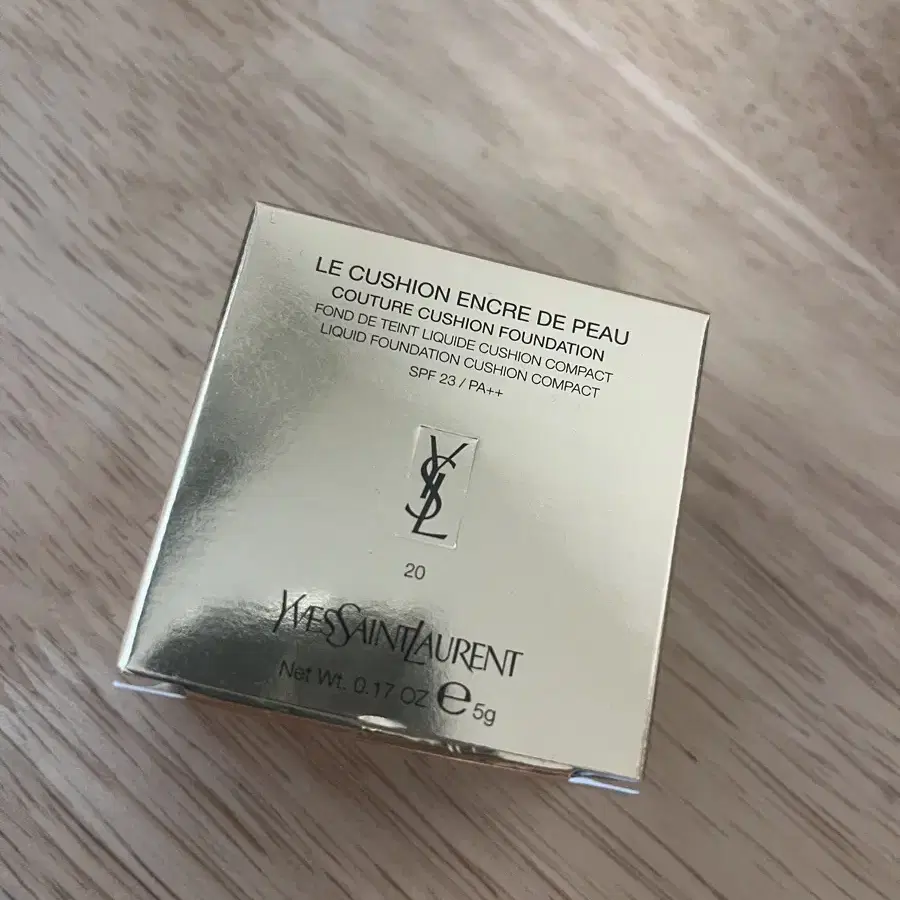 LE CUSHION ENCRE DE PEAU
COUTURE CUSHION FOUNDATION
FOND DE TEINT LIQUIDE CUSHION COMPACT
LIQUID FOUNDATION CUSHION COMPACT
SPF 23 / PA++
YSL
20
YVESSAINTLAURENT
Net Wt. 0.17 OZ e 5g